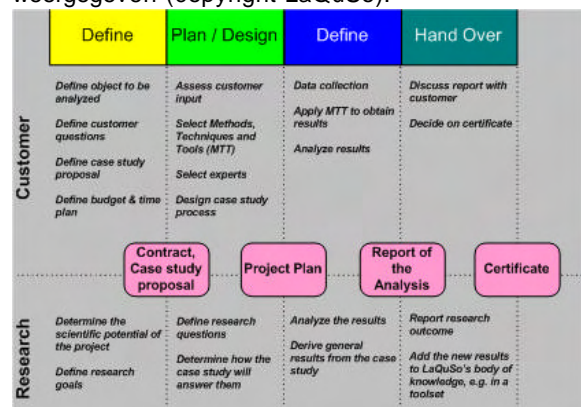 weergegeven (copyright LaQuSo).
Define
Plan / Design
Define
Hand Over
Customer
Define object to be
analyzed
Define customer
questions
Define case study
proposal
Define budget & time
plan
Assess customer
input
Select Methods,
Techniques and
Tools (MTT)
Select experts
Design case study
process
Data collection
Apply MTT to obtain
results
Analyze results
Discuss report with
customer
Decide on certificate
Contract,
Case study
proposal
Project Plan
Report of
the
Analysis
Certificate
Research
Determine the
scientific potential of
the project
Define research
goals
Define research
questions
Determine how the
case study will
answer them
Analyze the results
Derive general
results from the case
study
Report research
outcome
Add the new results
to LaQuSo's body of
knowledge, e.g. in a
toolset